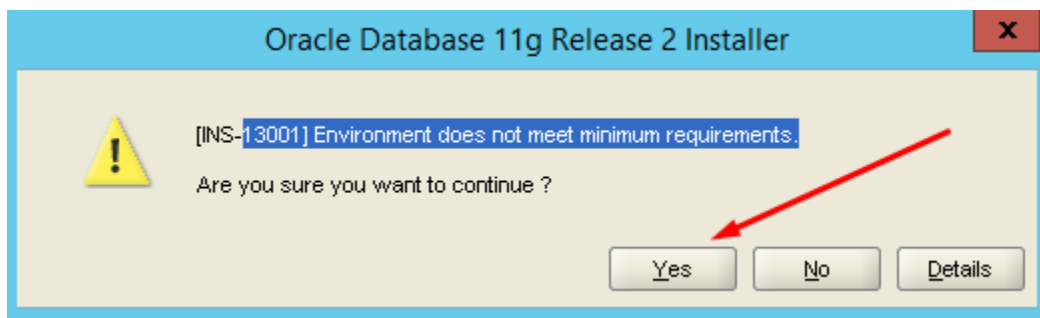 Oracle Database 11g Release 2 Installer
x
[INS-13001] Environment does not meet minimum requirements.
Are you sure you want to continue ?
Yes No Details